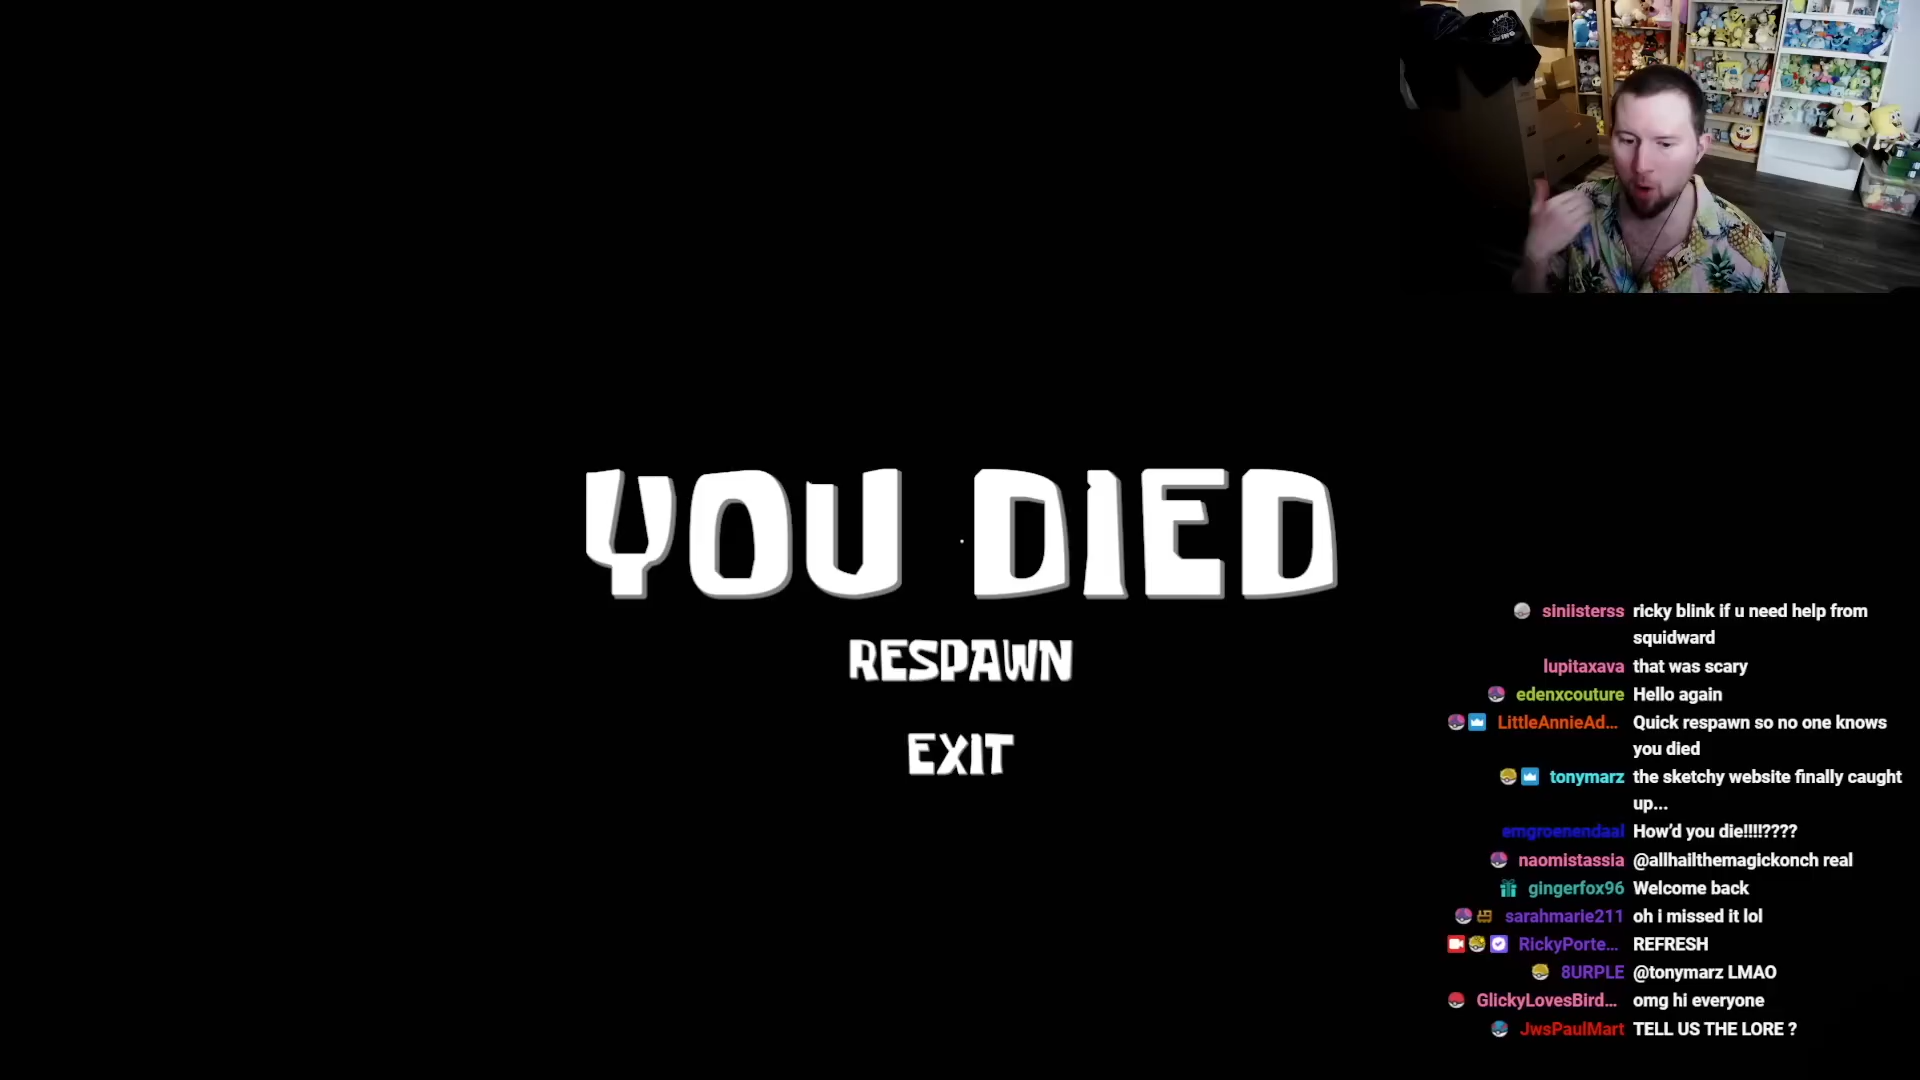 YOU DIED
RESPAWN
EXIT
siniisterss ricky blink if u need help from
squidward
lupitaxava that was scary
edenxcouture Hello again
LittleAnnieAd... Quick respawn so no one knows
you died
tonymarz the sketchy website finally caught
up...
emgroenendaal How'd you die!!!!????
naomistassia @allhailthemagickonch real
gingerfox96 Welcome back
sarahmarie211 oh i missed it lol
RickyPorte... REFRESH
8URPLE @tonymarz LMAO
GlickyLovesBird... omg hi everyone
JwsPaulMart TELL US THE LORE ?